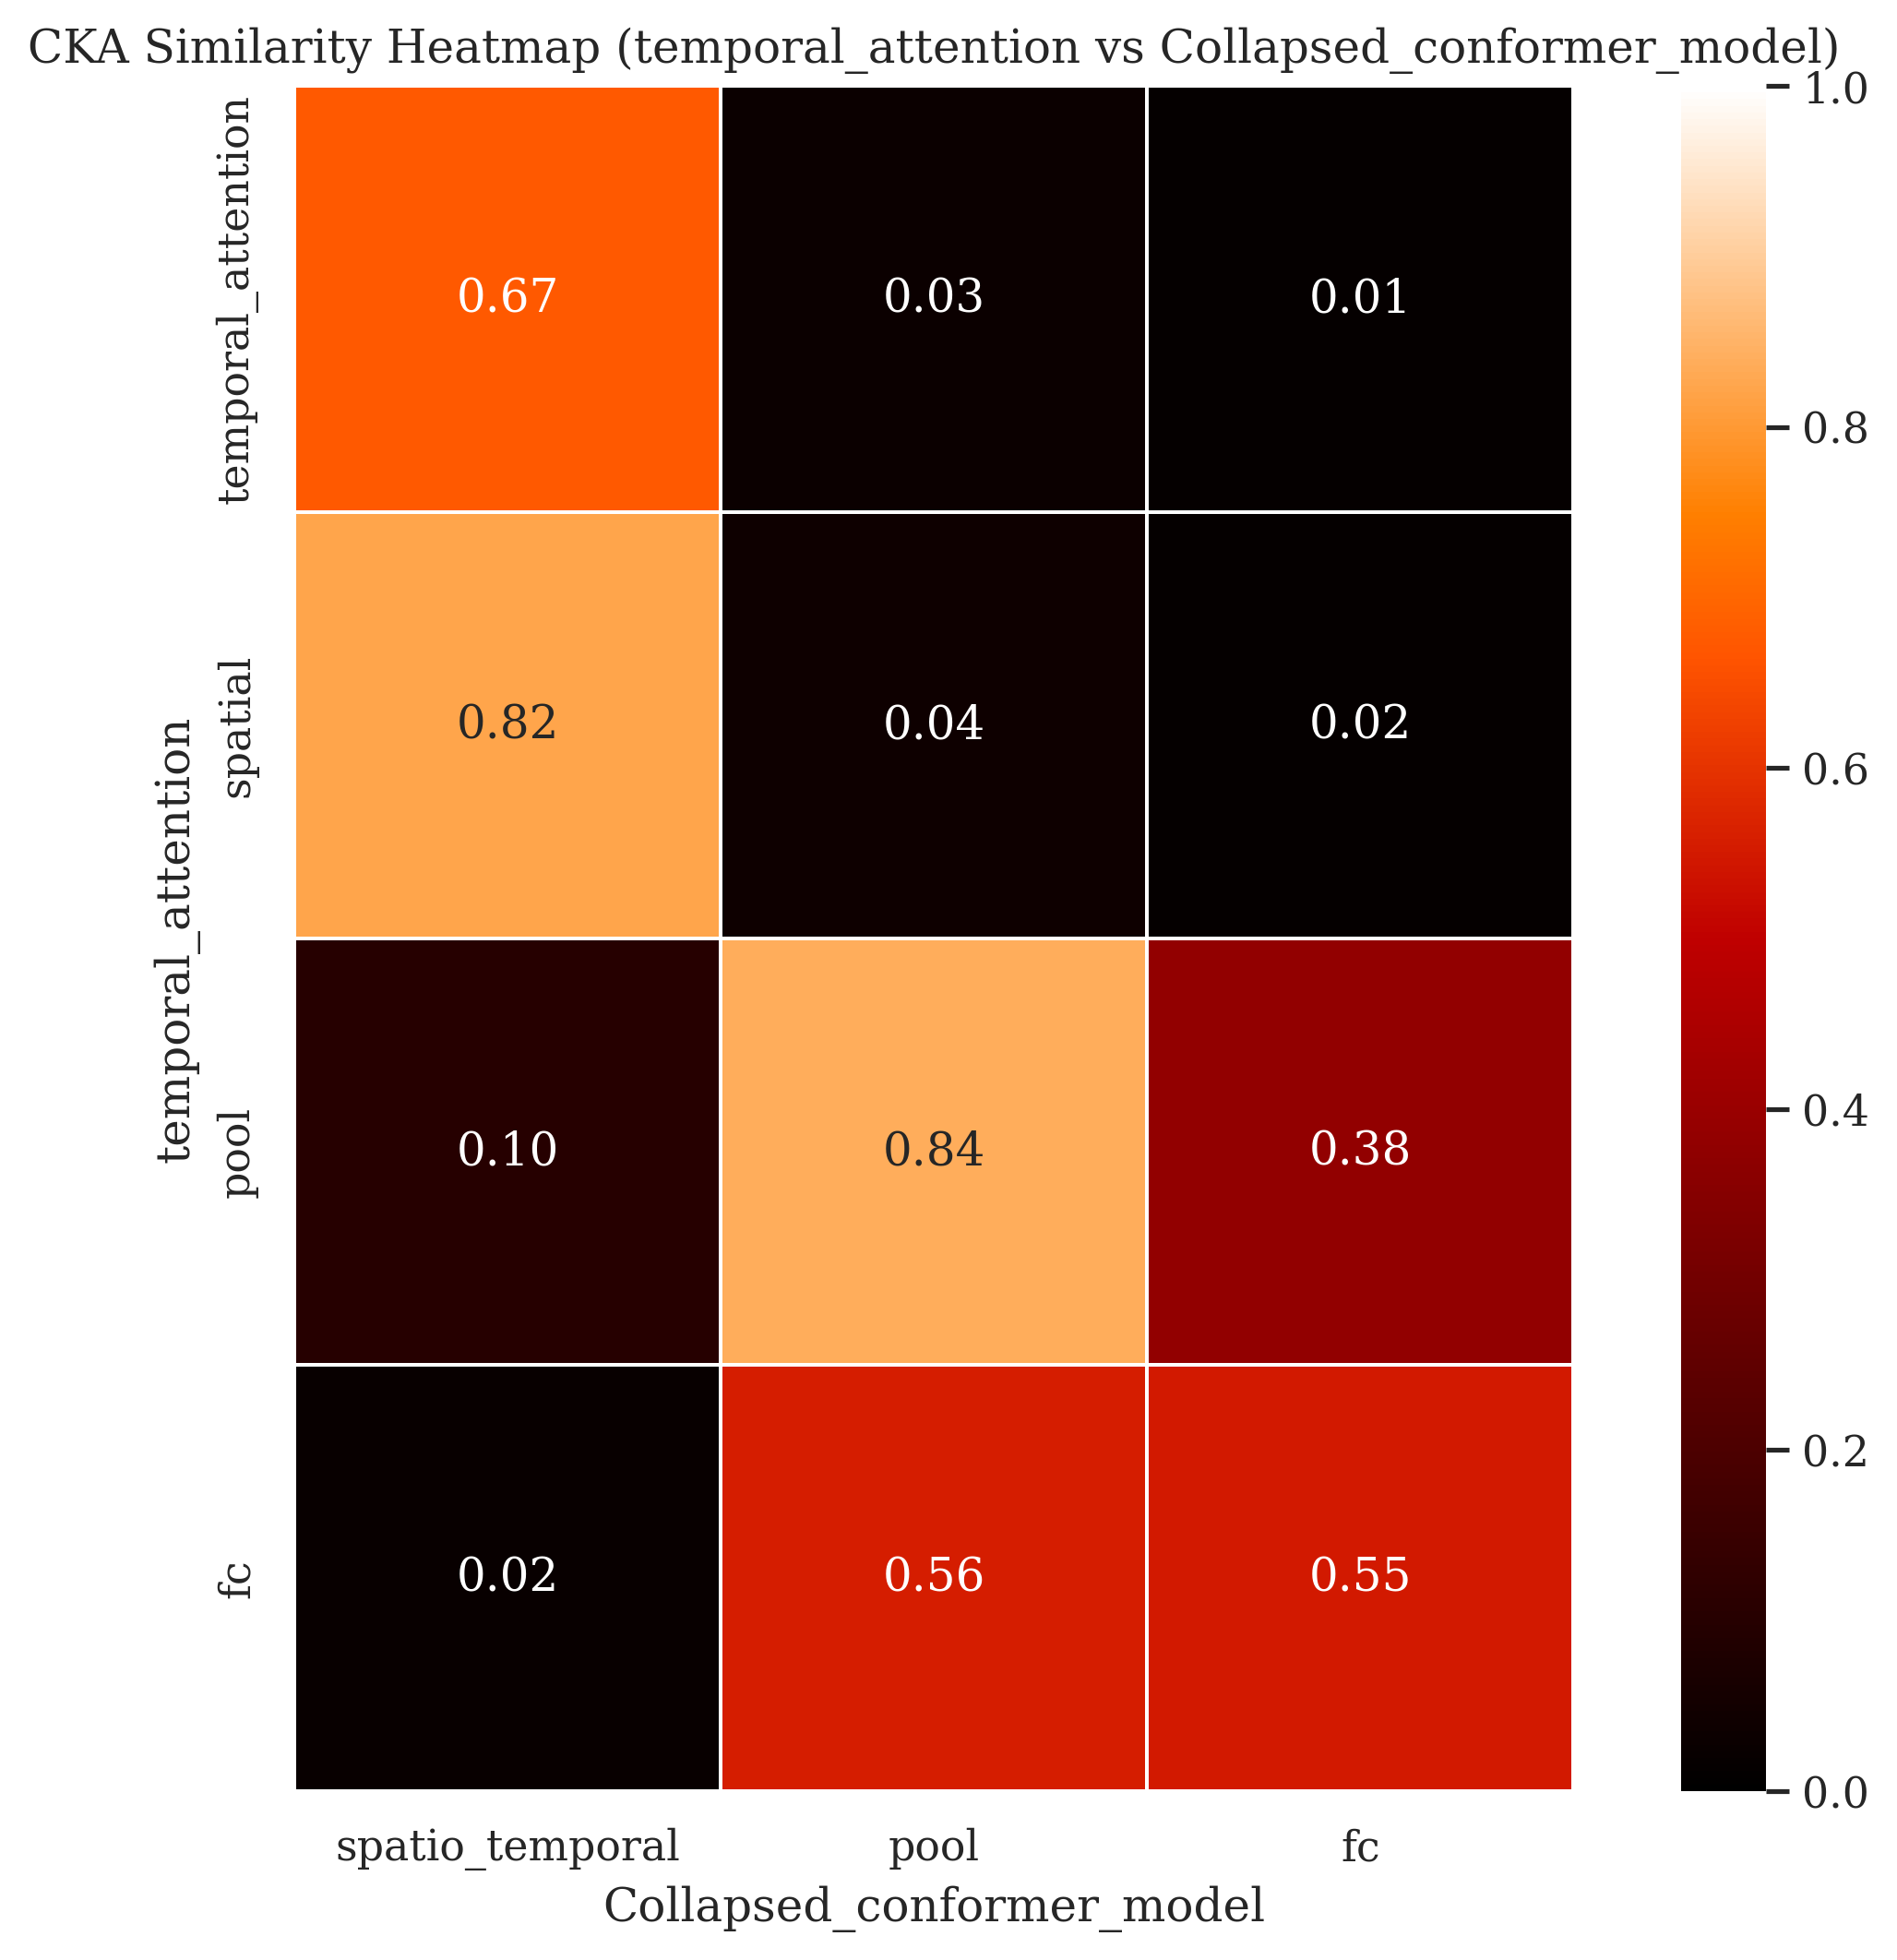 CKA Similarity Heatmap (temporal_attention vs Collapsed_conformer_model)
temporal_attention
temporal_attention
0.67 0.03 0.01
spatial
0.82 0.04 0.02
pool
0.10 0.84 0.38
fc
0.02 0.56 0.55
spatio_temporal pool fc
Collapsed_conformer_model
1.0
0.8
0.6
0.4
0.2
0.0